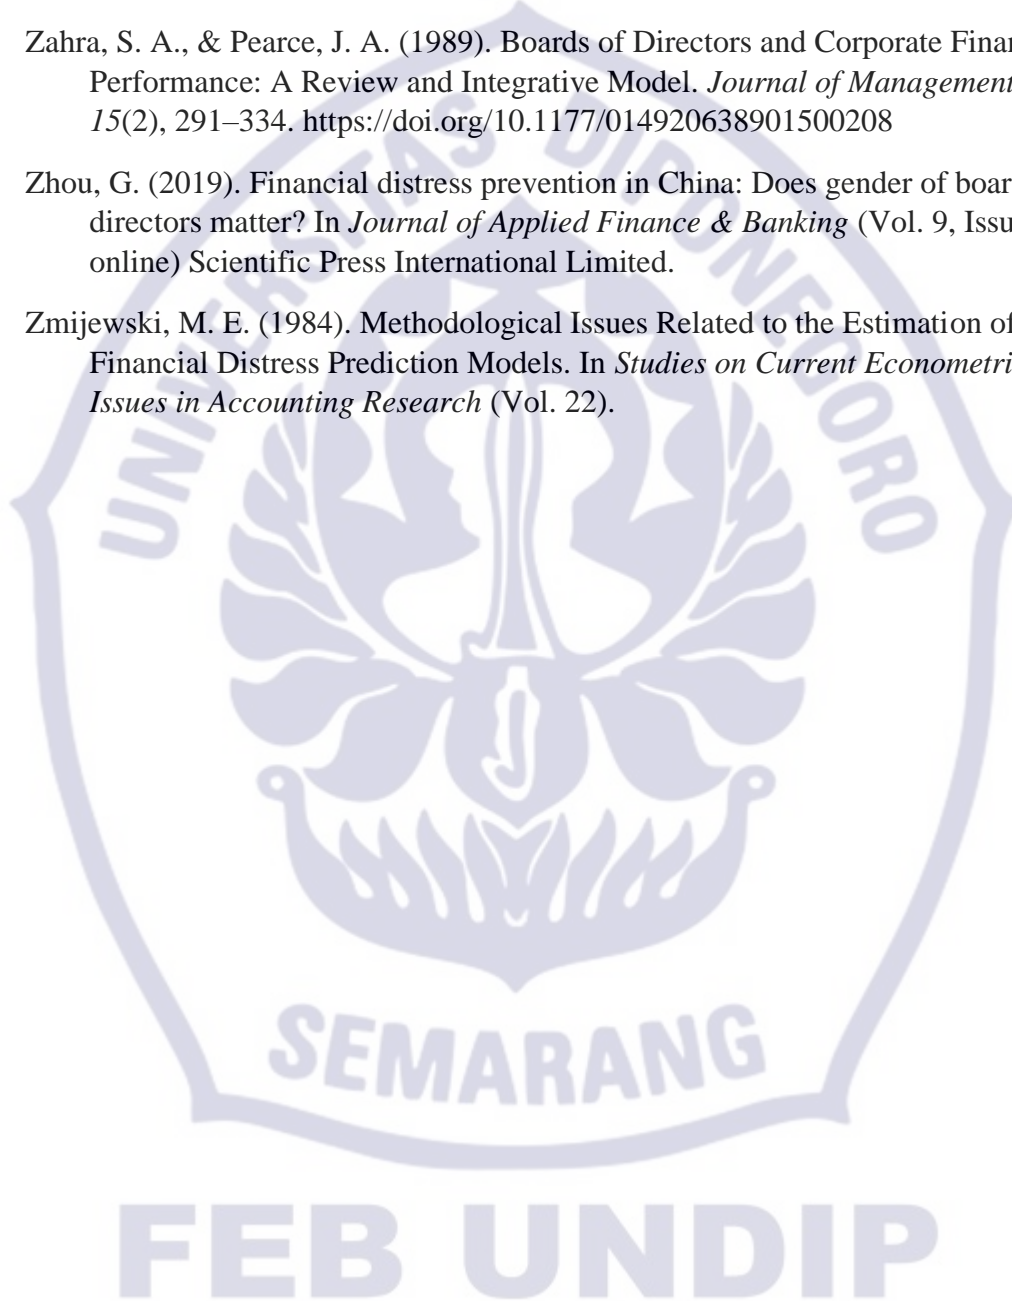 Zahra, S. A., & Pearce, J. A. (1989). Boards of Directors and Corporate Finan
Performance: A Review and Integrative Model. Journal of Management
15(2), 291–334. https://doi.org/10.1177/014920638901500208
Zhou, G. (2019). Financial distress prevention in China: Does gender of boar
directors matter? In Journal of Applied Finance & Banking (Vol. 9, Issu
online) Scientific Press International Limited.
Zmijewski, M. E. (1984). Methodological Issues Related to the Estimation of
Financial Distress Prediction Models. In Studies on Current Econometri
Issues in Accounting Research (Vol. 22).
UNIVERSITAS DIPONEGORO
SEMARANG
FEB UNDIP